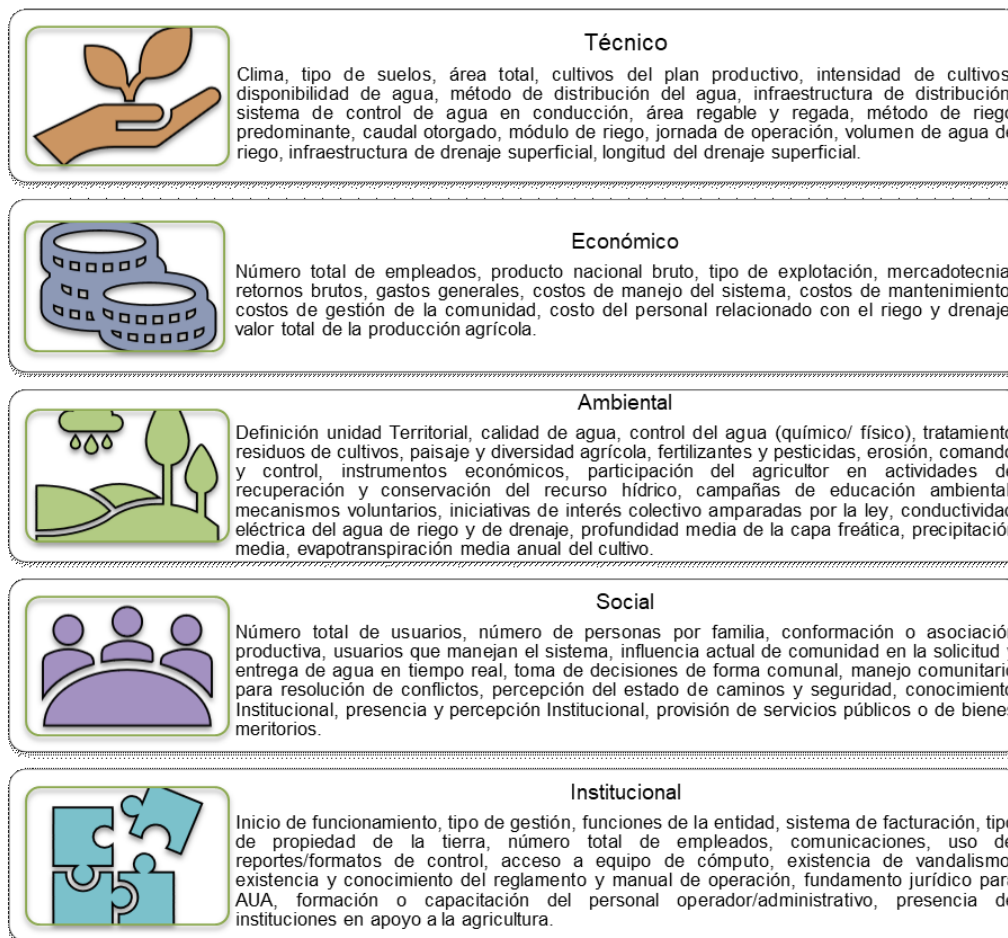 Técnico
Clima, tipo de suelos, área total, cultivos del plan productivo, intensidad de cultivos
disponibilidad de agua, método de distribución del agua, infraestructura de distribución
sistema de control de agua en conducción, área regable y regada, método de riego
predominante, caudal otorgado, módulo de riego, jornada de operación, volumen de agua de
riego, infraestructura de drenaje superficial, longitud del drenaje superficial.
Económico
Número total de empleados, producto nacional bruto, tipo de explotación, mercadotecnia
retornos brutos, gastos generales, costos de manejo del sistema, costos de mantenimiento
costos de gestión de la comunidad, costo del personal relacionado con el riego y drenaje
valor total de la producción agrícola.
Ambiental
Definición unidad Territorial, calidad de agua, control del agua (químico/ físico), tratamiento
residuos de cultivos, paisaje y diversidad agrícola, fertilizantes y pesticidas, erosión, comando
y control, instrumentos económicos, participación del agricultor en actividades de
recuperación y conservación del recurso hídrico, campañas de educación ambiental
mecanismos voluntarios, iniciativas de interés colectivo amparadas por la ley, conductividad
eléctrica del agua de riego y de drenaje, profundidad media de la capa freática, precipitación
media, evapotranspiración media anual del cultivo.
Social
Número total de usuarios, número de personas por familia, conformación o asociación
productiva, usuarios que manejan el sistema, influencia actual de comunidad en la solicitud y
entrega de agua en tiempo real, toma de decisiones de forma comunal, manejo comunitario
para resolución de conflictos, percepción del estado de caminos y seguridad, conocimiento
Institucional, presencia y percepción Institucional, provisión de servicios públicos o de bienes
meritorios.
Institucional
Inicio de funcionamiento, tipo de gestión, funciones de la entidad, sistema de facturación, tipo
de propiedad de la tierra, número total de empleados, comunicaciones, uso de
reportes/formatos de control, acceso a equipo de cómputo, existencia de vandalismo
existencia y conocimiento del reglamento y manual de operación, fundamento jurídico para
AUA, formación o capacitación del personal operador/administrativo, presencia de
instituciones en apoyo a la agricultura.